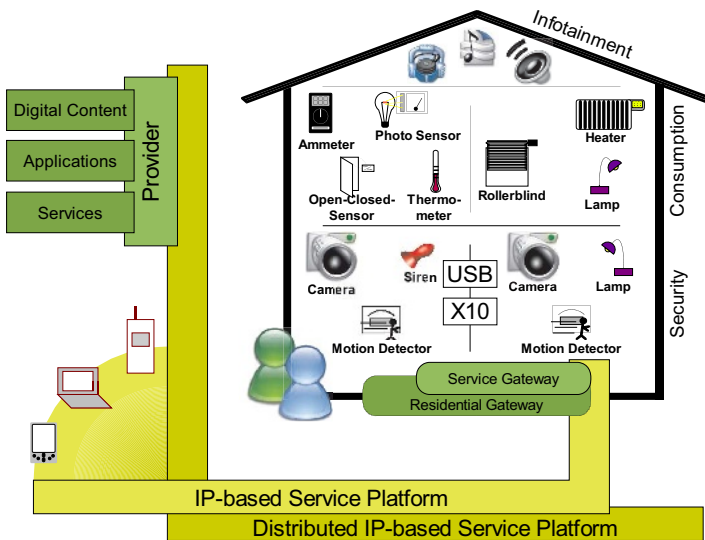 Infotainment
Digital Content
Applications
Services
Provider
Ammeter
Photo Sensor
Heater
Open-Closed-
Sensor
Thermo-
meter
Rollerblind
Lamp
Consumption
Camera
Siren
USB
X10
Camera
Lamp
Motion Detector
Motion Detector
Security
Service Gateway
Residential Gateway
IP-based Service Platform
Distributed IP-based Service Platform